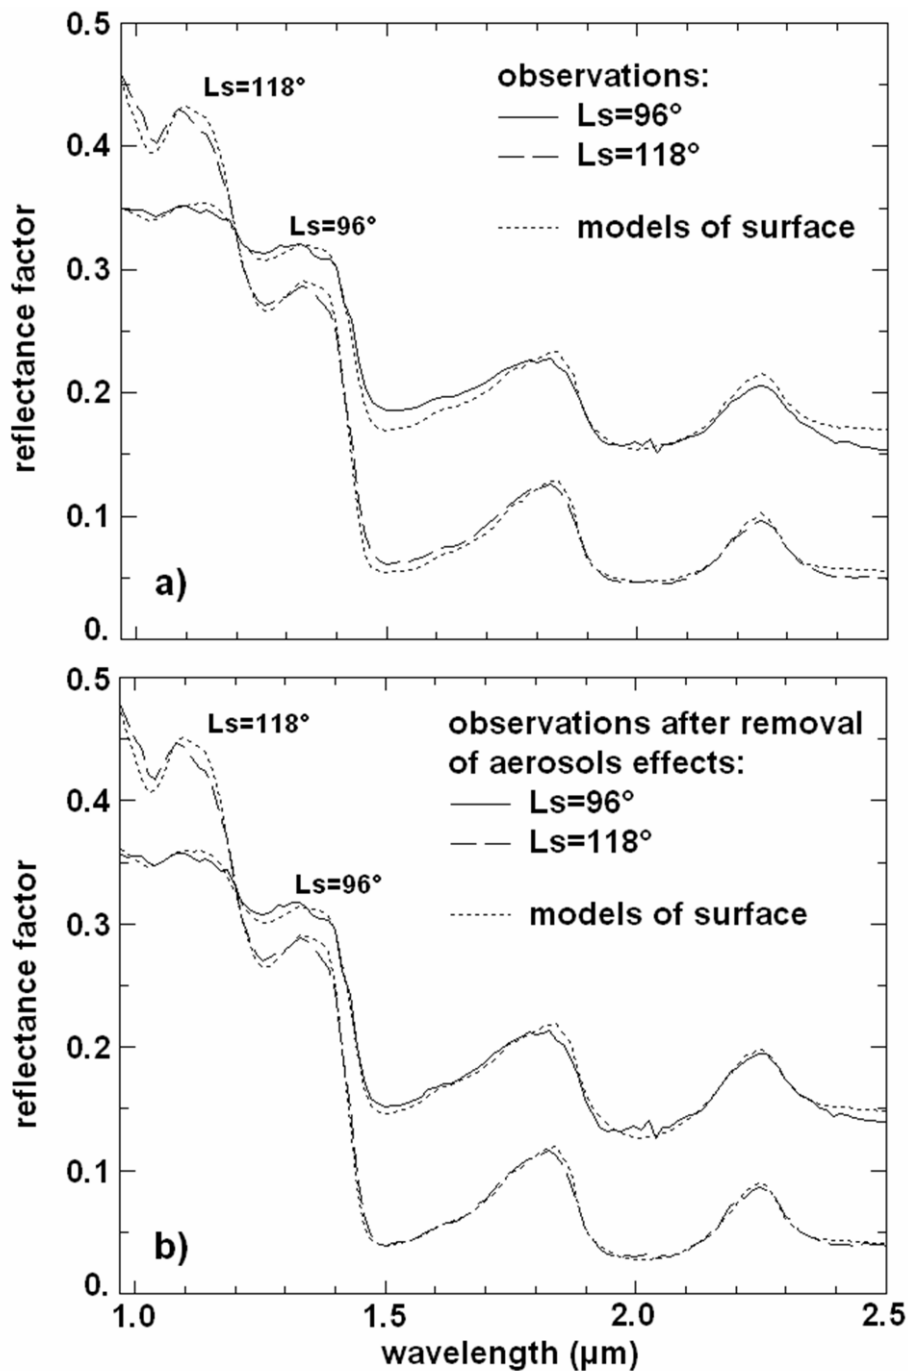 0.5
Ls=118°
observations:
Ls=96°
Ls=118°
0.4
models of surface
Ls=96°
0.3
reflectance factor
0.2
0.1
a)
0.
0.5
Ls=118°
observations after removal
of aerosols effects:
Ls=96°
Ls=118°
0.4
models of surface
Ls=96°
0.3
reflectance factor
0.2
0.1
b)
0.
1.0 1.5 2.0 2.5
wavelength (µm)